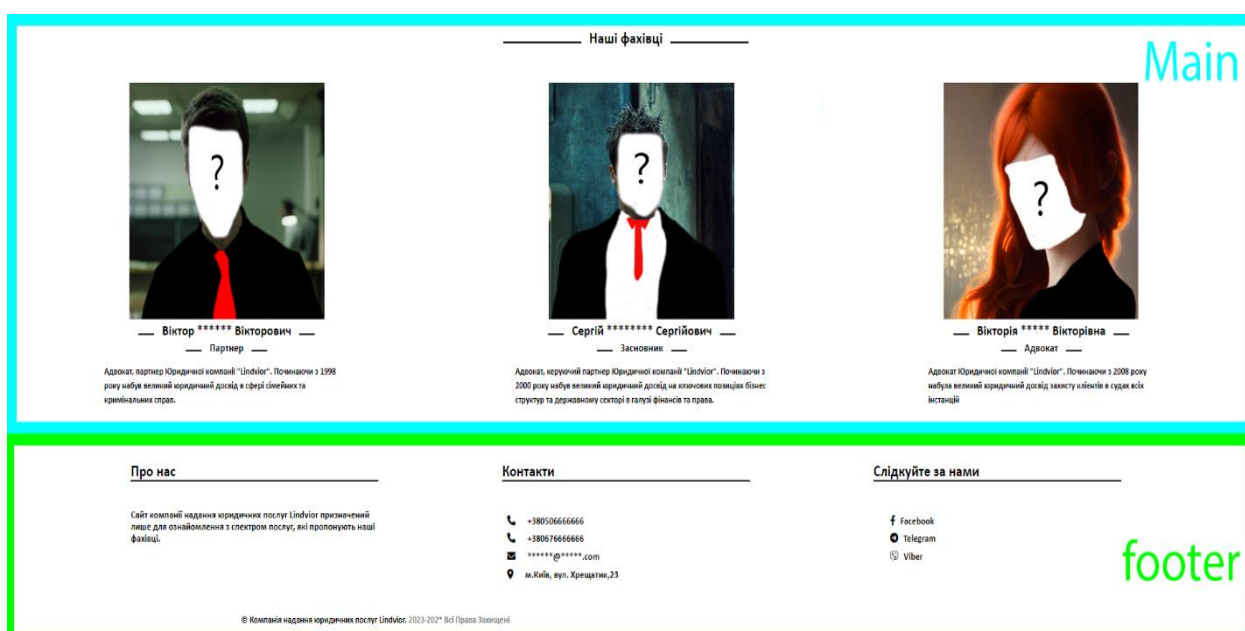 Наші фахівці
Main
?
?
?
Віктор ****** Вікторович
Партнер
Адвокат, партнер Юридичної компанії "Lindvior". Починаючи з 1998
року набув великий юридичний досвід в сфері сімейних та
кримінальних справ.
Сергій ******** Сергійович
Засновник
Адвокат, керуючий партнер Юридичної компанії "Lindvior". Починаючи з
2000 року набув великий юридичний досвід на ключових позиціях бізнес
структур та державному секторі в галузі фінансів та права.
Вікторія ***** Вікторівна
Адвокат
Адвокат Юридичної компанії "Lindvior". Починаючи з 2008 року
набула великий юридичний досвід захисту клієнтів в судах всіх
інстанцій
Про нас
Сайт компанії надання юридичних послуг Lindvior призначений
лише для ознайомлення з спектром послуг, які пропонують наші
фахівці.
Контакти
+380506666666
+380676666666
******@*****.com
м.Київ, вул. Хрещатик,23
Слідкуйте за нами
Facebook
Telegram
Viber
footer
© Компанія надання юридичних послуг Lindvior. 2023-202* Всі Права Захищені